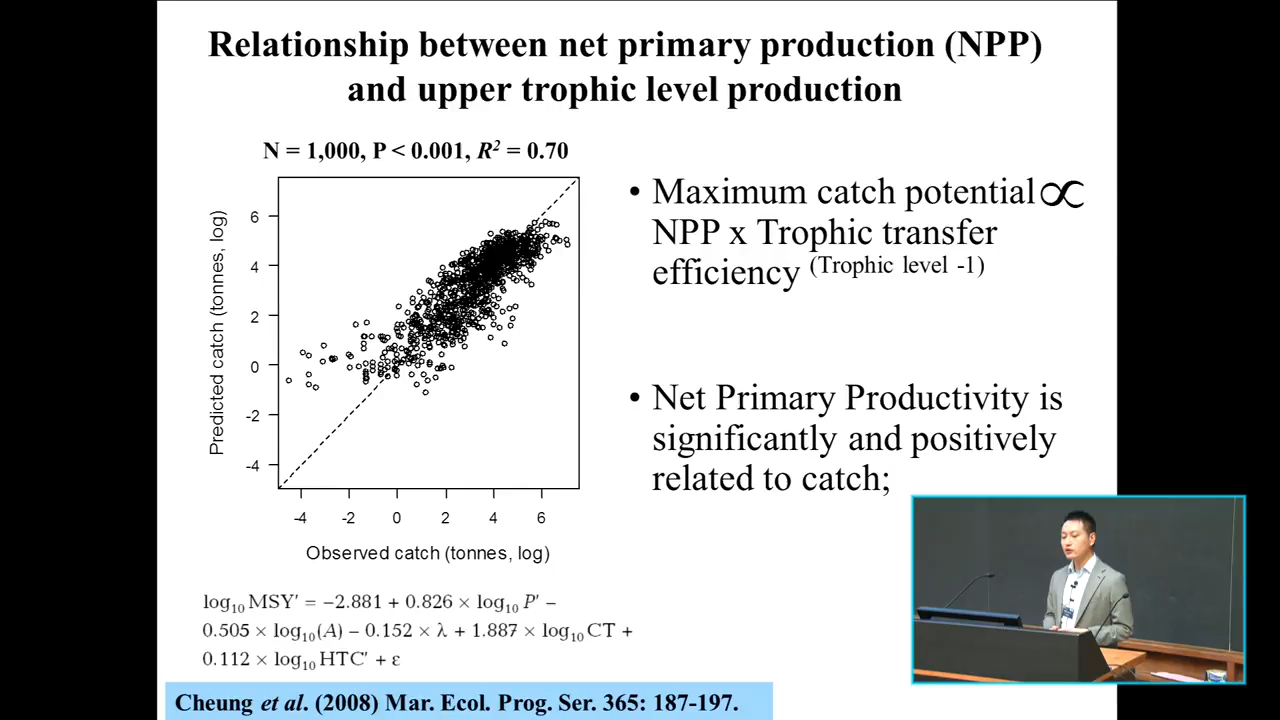 Relationship between net primary production (NPP)
and upper trophic level production
N = 1,000, P < 0.001, R² = 0.70
Predicted catch (tonnes, log)
6
4
2
0
-2
-4
-4 -2 0 2 4 6
Observed catch (tonnes, log)
log₁₀ MSY′ = −2.881 + 0.826 × log₁₀ P′ −
0.505 × log₁₀(A) − 0.152 × λ + 1.887 × log₁₀ CT +
0.112 × log₁₀ HTC′ + ε
Cheung et al. (2008) Mar. Ecol. Prog. Ser. 365: 187-197.
• Maximum catch potential ∝
NPP x Trophic transfer
efficiency (Trophic level -1)
• Net Primary Productivity is
significantly and positively
related to catch;